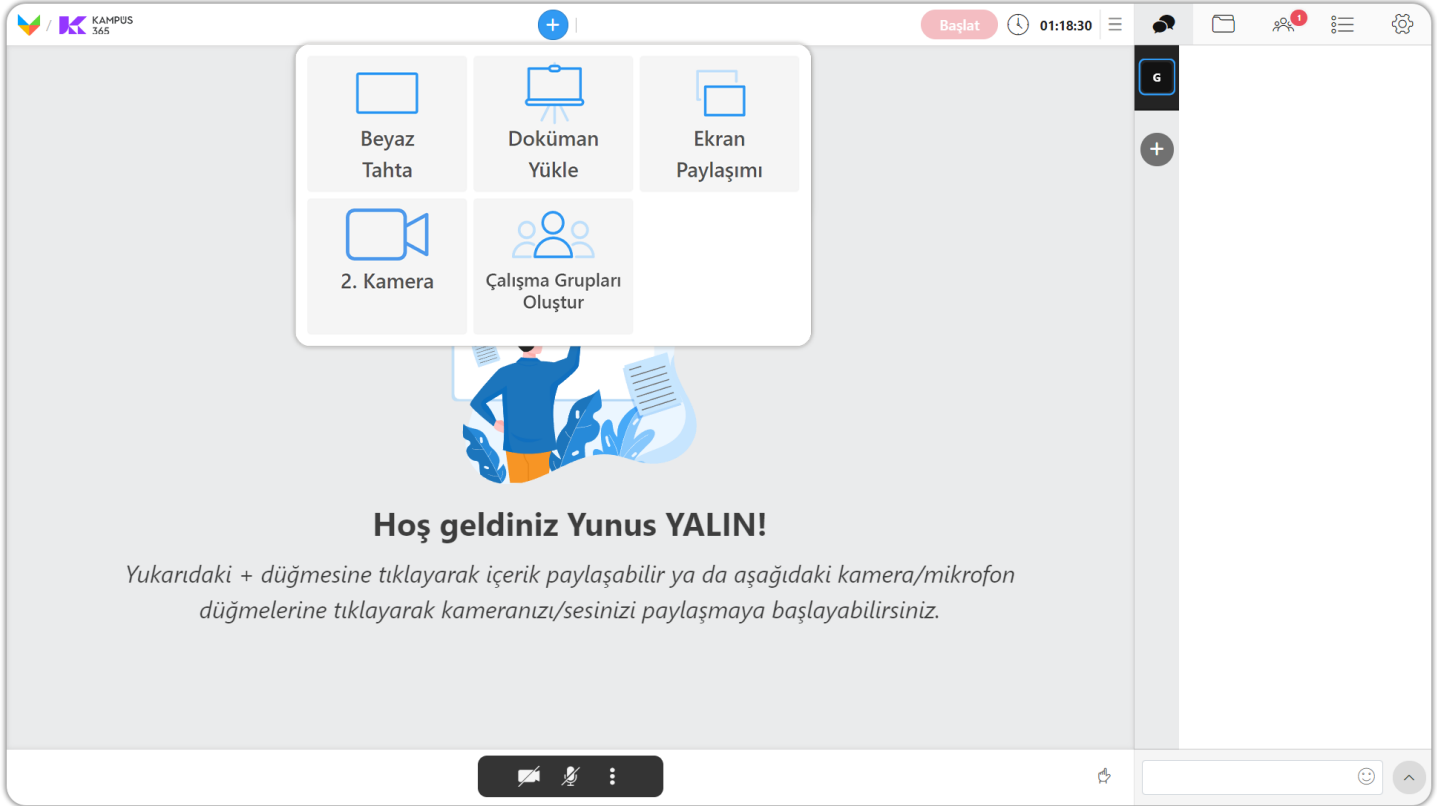 / KAMPÜS
365
Başlat
01:18:30
1
G
Beyaz
Tahta
Doküman
Yükle
Ekran
Paylaşımı
2. Kamera
Çalışma Grupları
Oluştur
Hoş geldiniz Yunus YALIN!
Yukarıdaki + düğmesine tıklayarak içerik paylaşabilir ya da aşağıdaki kamera/mikrofon
düğmelerine tıklayarak kameranızı/sesinizi paylaşmaya başlayabilirsiniz.